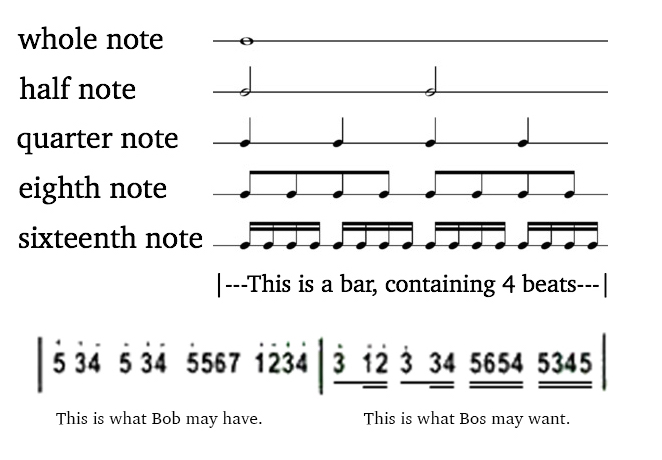 whole note
half note
quarter note
eighth note
sixteenth note
|---This is a bar, containing 4 beats---|
5 34 5 34 5567 1234 | 3 12 3 34 5654 5345
This is what Bob may have. This is what Bos may want.